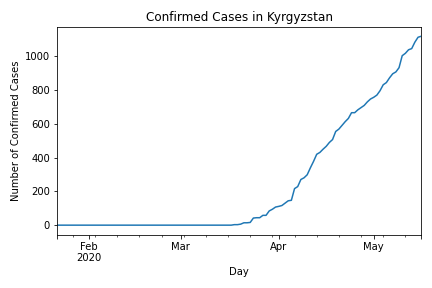 Confirmed Cases in Kyrgyzstan
Number of Confirmed Cases
1000
800
600
400
200
0
Feb
2020
Mar
Apr
May
Day